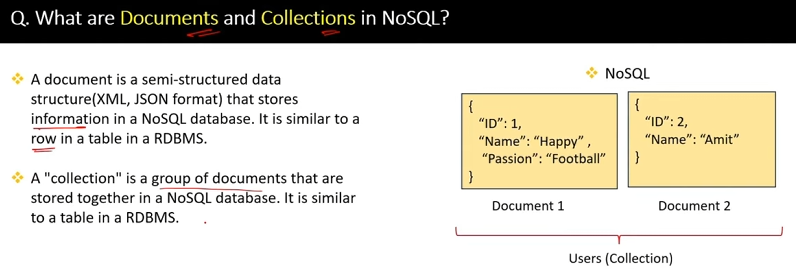 Q. What are Documents and Collections in NoSQL?
❖ A document is a semi-structured data
structure(XML, JSON format) that stores
information in a NoSQL database. It is similar to a
row in a table in a RDBMS.
❖ A "collection" is a group of documents that are
stored together in a NoSQL database. It is similar
to a table in a RDBMS.
❖ NoSQL
{
“ID”: 1,
“Name”: “Happy” ,
“Passion”: “Football”
}
Document 1
{
“ID”: 2,
“Name”: “Amit”
}
Document 2
Users (Collection)